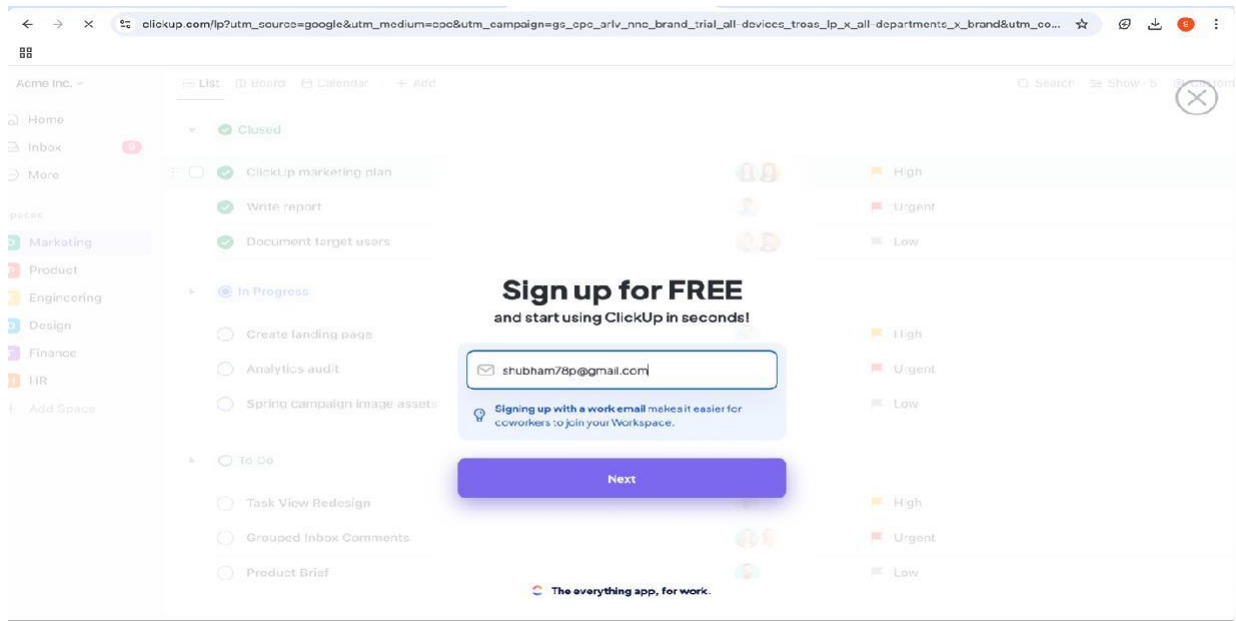 clickup.com/lp?utm_source=google&utm_medium=cpc&utm_campaign=gs_cpc_arlv_nnc_brand_trial_all-devices_troas_lp_x_all-departments_x_brand&utm_co...
Acme Inc.
List Board Calendar + Add
Search Show · 5 Custom
Home
Closed
Inbox 9
More
ClickUp marketing plan High
Write report Urgent
Marketing Document target users Low
Product
Engineering In Progress
Design
Finance
HR
+ Add Space
Create landing page High
Analytics audit Urgent
Spring campaign image assets Low
Sign up for FREE
and start using ClickUp in seconds!
shubham78p@gmail.com
Signing up with a work email makes it easier for
coworkers to join your Workspace.
Next
To Do
Task View Redesign High
Grouped Inbox Comments Urgent
Product Brief Low
The everything app, for work.